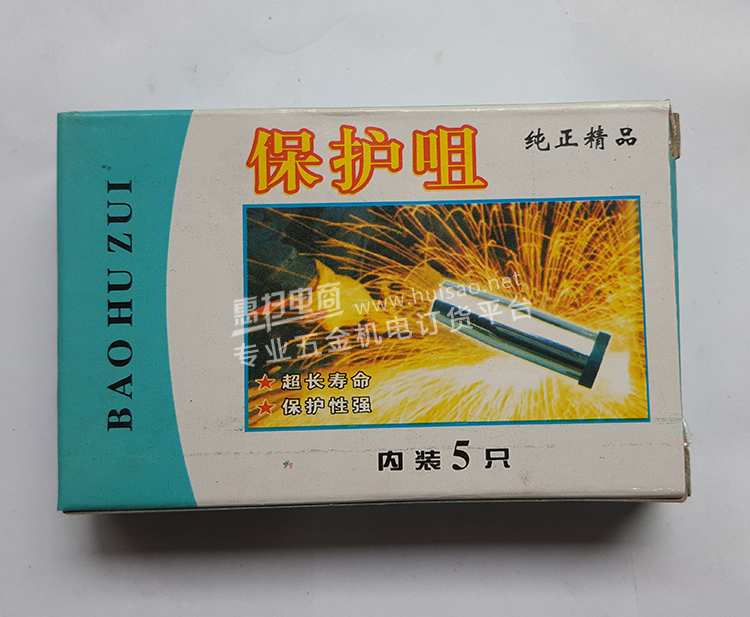 BAO HU ZUI
保护咀
纯正精品
惠扫电商 www.huisao.net
专业五金机电订货平台
★ 超长寿命
★ 保护性强
内装5只